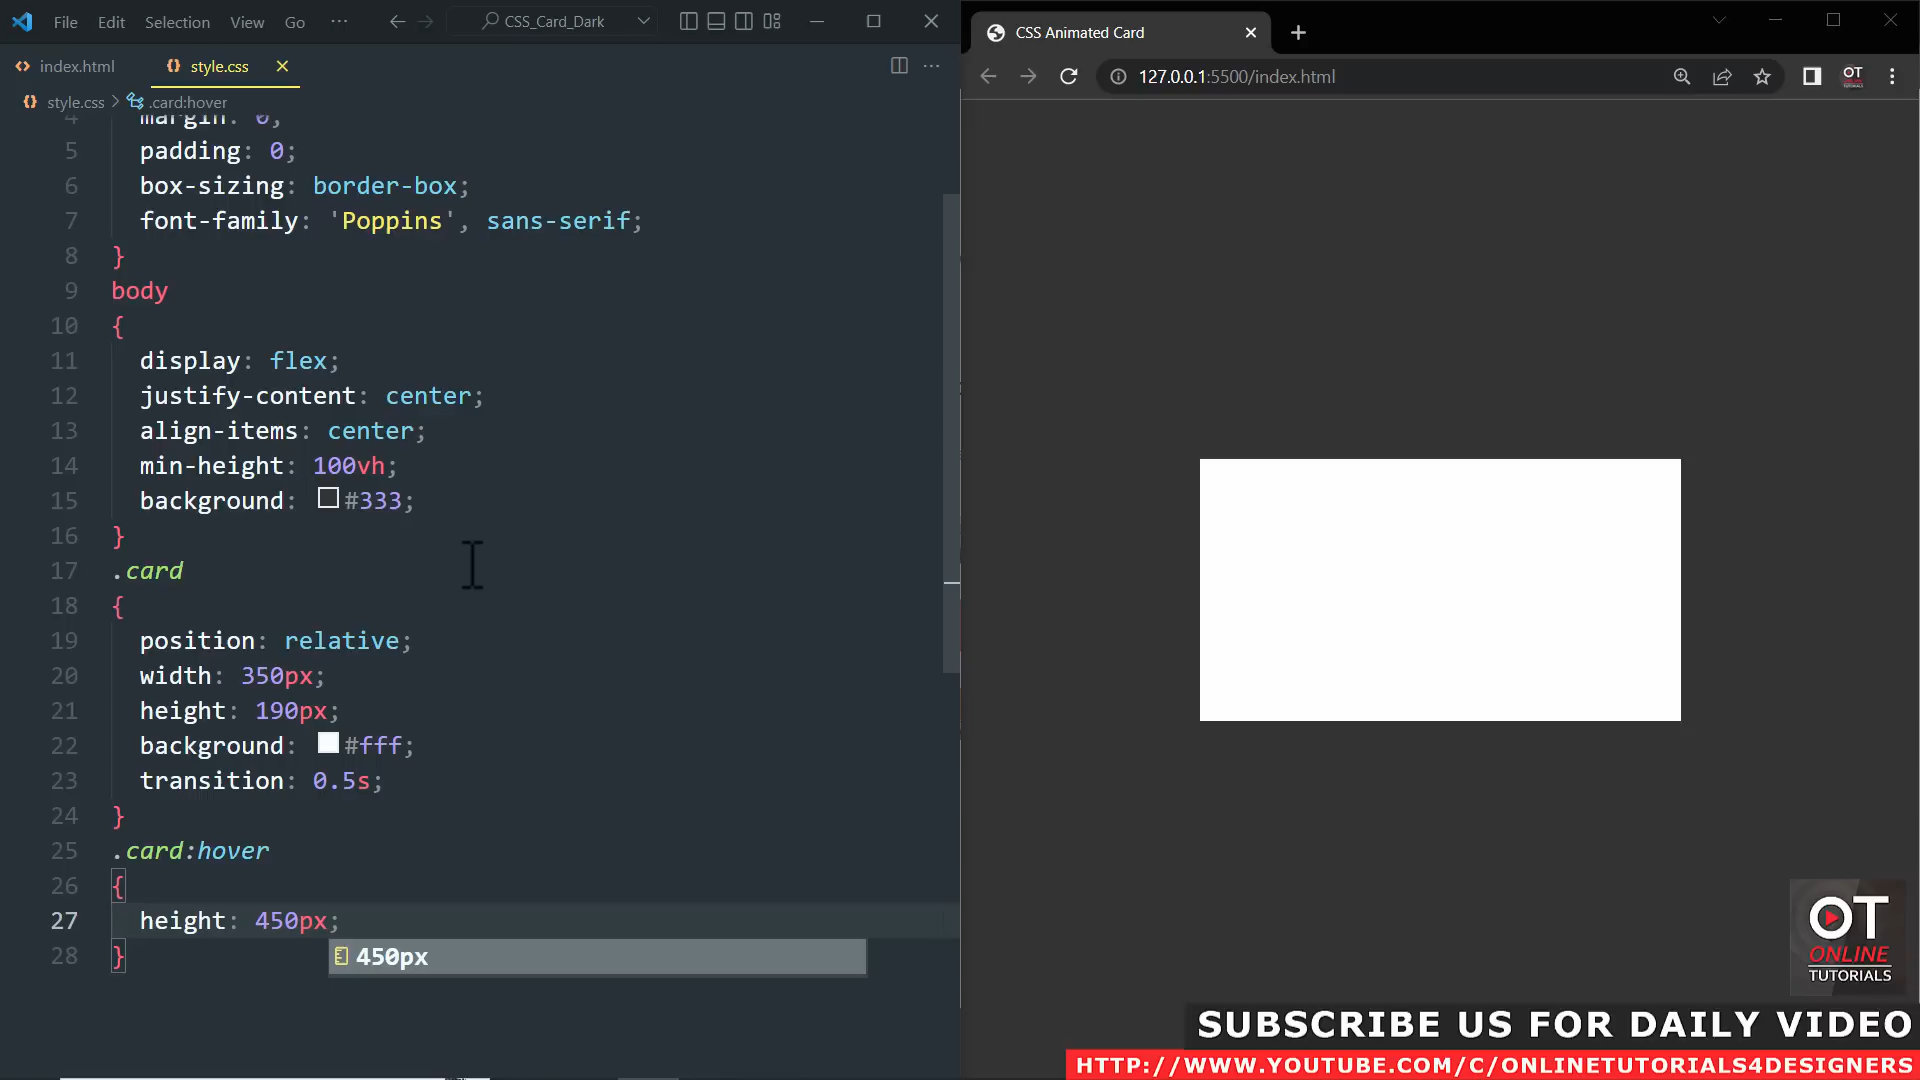 File Edit Selection View Go ··· CSS_Card_Dark
index.html style.css
style.css > .card:hover
4 margin: 0;
5 padding: 0;
6 box-sizing: border-box;
7 font-family: 'Poppins', sans-serif;
8 }
9 body
10 {
11 display: flex;
12 justify-content: center;
13 align-items: center;
14 min-height: 100vh;
15 background: #333;
16 }
17 .card
18 {
19 position: relative;
20 width: 350px;
21 height: 190px;
22 background: #fff;
23 transition: 0.5s;
24 }
25 .card:hover
26 {
27 height: 450px;
28 }
450px
CSS Animated Card
127.0.0.1:5500/index.html
OT
OT
ONLINE
TUTORIALS
SUBSCRIBE US FOR DAILY VIDEO
HTTP://WWW.YOUTUBE.COM/C/ONLINETUTORIALS4DESIGNERS